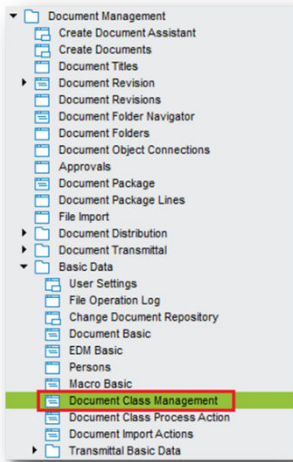 Document Management
Create Document Assistant
Create Documents
Document Titles
Document Revision
Document Revisions
Document Folder Navigator
Document Folders
Document Object Connections
Approvals
Document Package
Document Package Lines
File Import
Document Distribution
Document Transmittal
Basic Data
User Settings
File Operation Log
Change Document Repository
Document Basic
EDM Basic
Persons
Macro Basic
Document Class Management
Document Class Process Action
Document Import Actions
Transmittal Basic Data